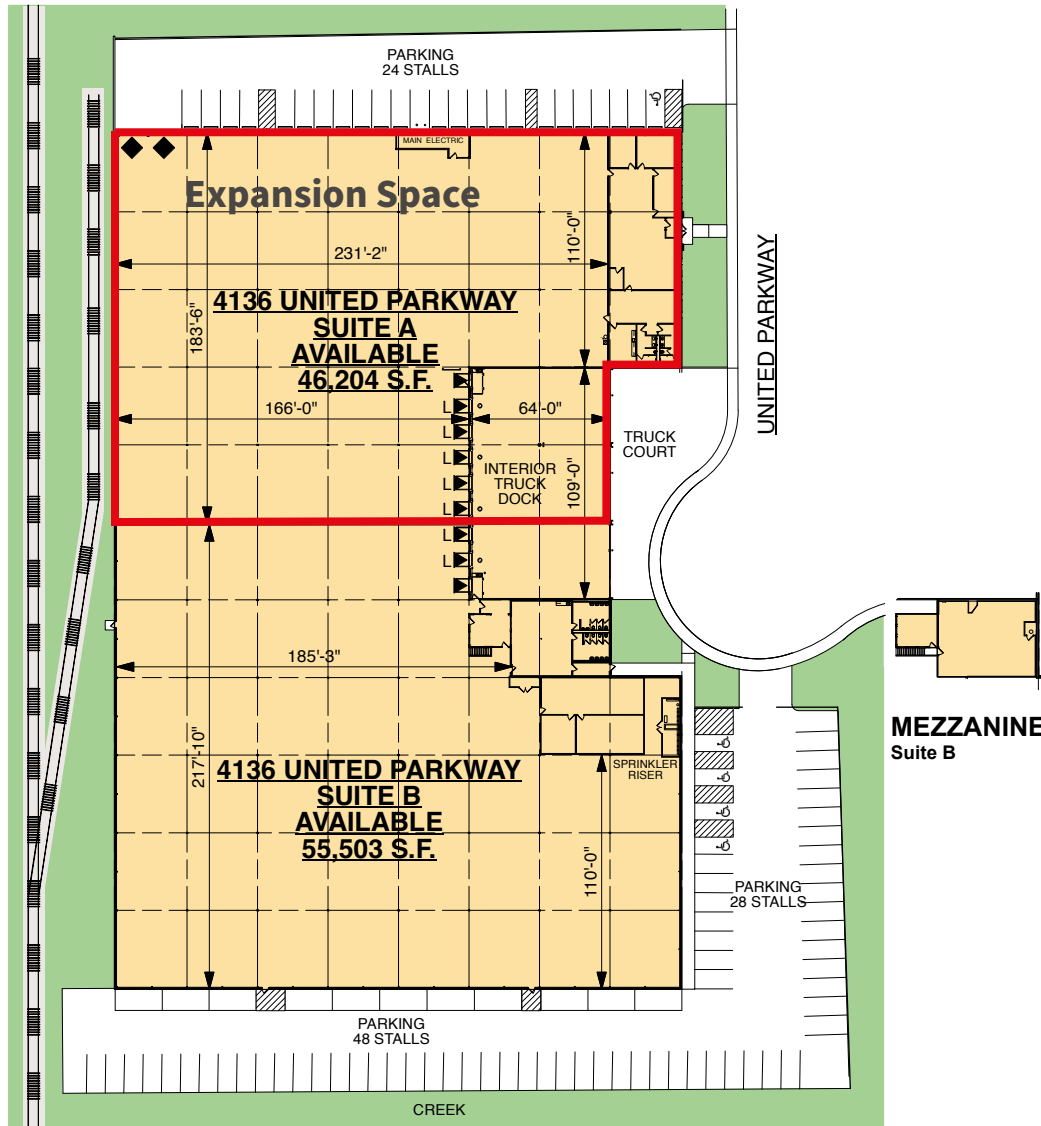 PARKING
24 STALLS
MAIN ELECTRIC
Expansion Space
231'-2"
110'-0"
183'-6"
4136 UNITED PARKWAY
SUITE A
AVAILABLE
46,204 S.F.
UNITED PARKWAY
166'-0"
64'-0"
L
L
L
L
L
L
L
TRUCK
COURT
INTERIOR
TRUCK
DOCK
109'-0"
185'-3"
217'-10"
MEZZANINE
Suite B
SPRINKLER
RISER
4136 UNITED PARKWAY
SUITE B
AVAILABLE
55,503 S.F.
110'-0"
PARKING
28 STALLS
PARKING
48 STALLS
CREEK